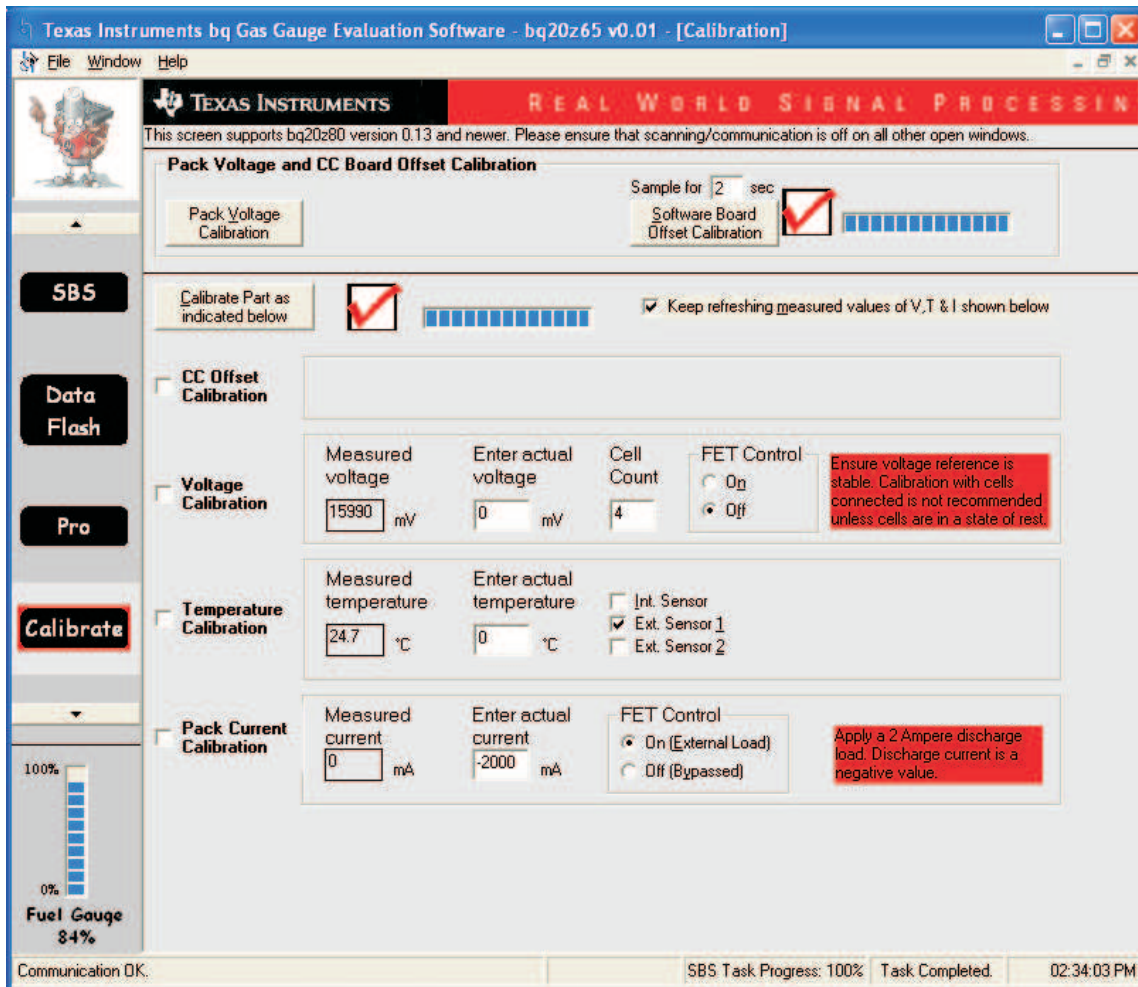 Texas Instruments bq Gas Gauge Evaluation Software - bq20z65 v0.01 - [Calibration]
File Window Help
TEXAS INSTRUMENTS
REAL WORLD SIGNAL PROCESSIN
This screen supports bq20z80 version 0.13 and newer. Please ensure that scanning/communication is off on all other open windows.
Pack Voltage and CC Board Offset Calibration
Pack Voltage
Calibration
Sample for 2 sec
Software Board
Offset Calibration
SBS
Data
Flash
Pro
Calibrate
100%
0%
Fuel Gauge
84%
Calibrate Part as
indicated below
Keep refreshing measured values of V,T & I shown below
CC Offset
Calibration
Voltage
Calibration
Measured
voltage
15990 mV
Enter actual
voltage
0 mV
Cell
Count
4
FET Control
On
Off
Ensure voltage reference is
stable. Calibration with cells
connected is not recommended
unless cells are in a state of rest.
Temperature
Calibration
Measured
temperature
24.7 °C
Enter actual
temperature
0 °C
Int. Sensor
Ext. Sensor 1
Ext. Sensor 2
Pack Current
Calibration
Measured
current
0 mA
Enter actual
current
-2000 mA
FET Control
On (External Load)
Off (Bypassed)
Apply a 2 Ampere discharge
load. Discharge current is a
negative value.
Communication OK.
SBS Task Progress: 100%
Task Completed.
02:34:03 PM